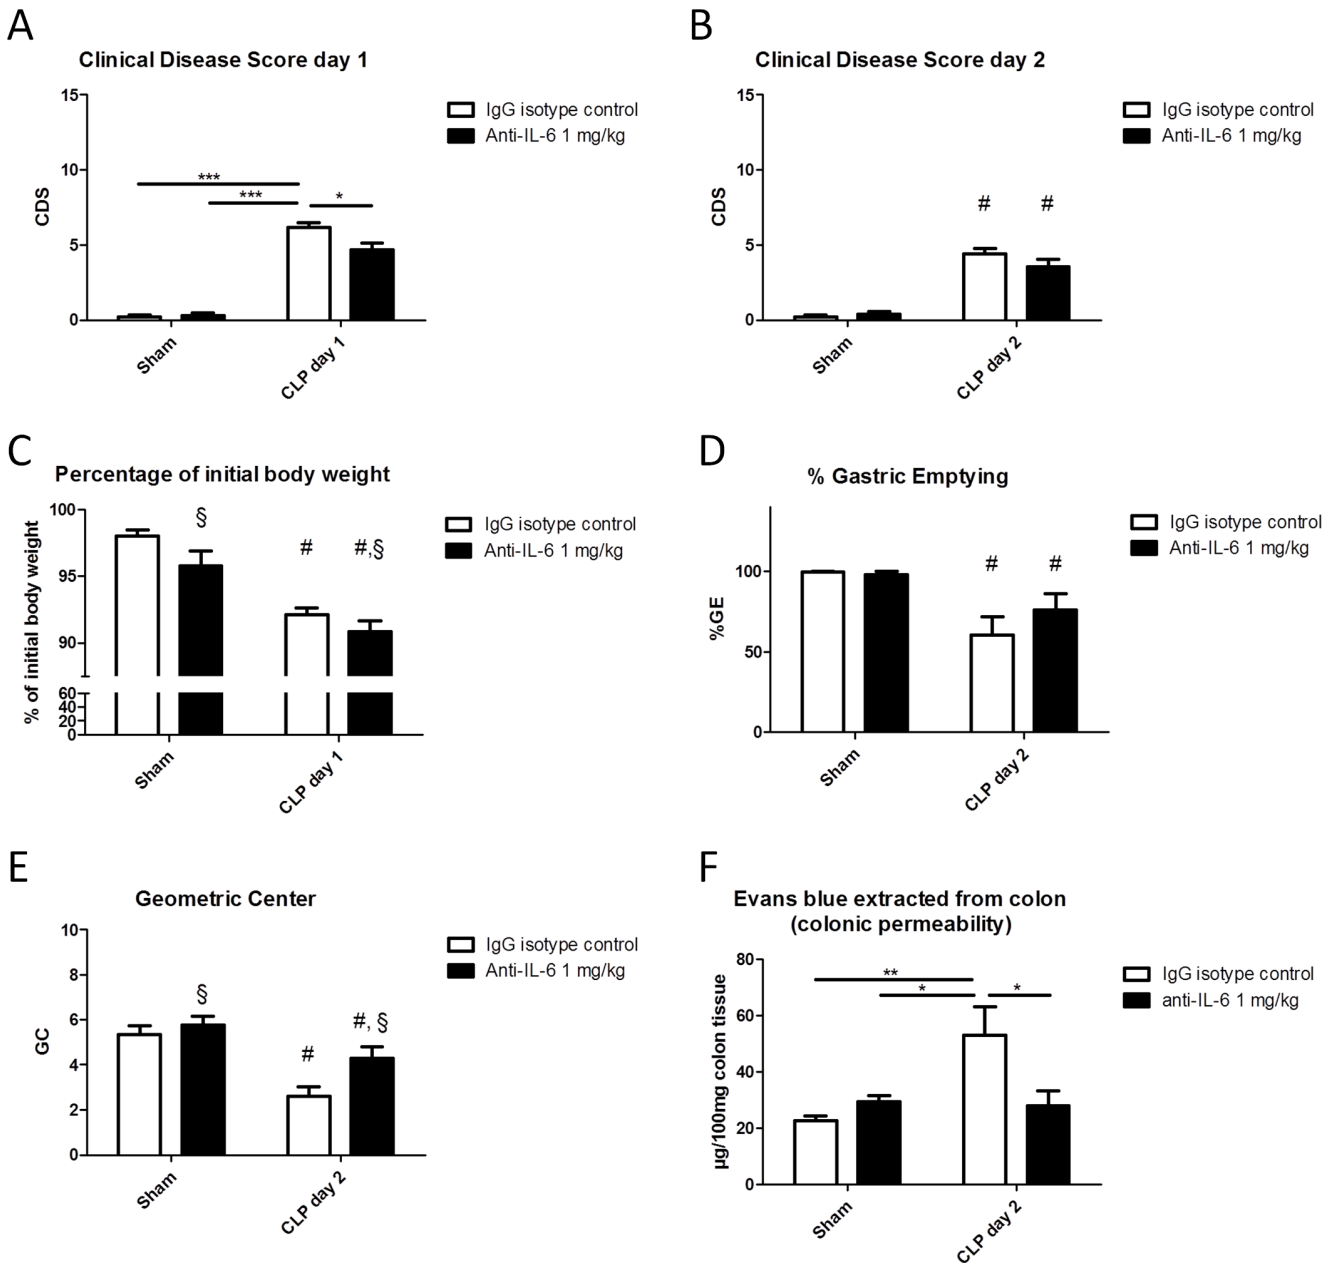 A
Clinical Disease Score day 1
15
10
5
0
CDS
***
***
*
IgG isotype control
Anti-IL-6 1 mg/kg
Sham
CLP day 1
B
Clinical Disease Score day 2
15
10
5
0
CDS
# #
IgG isotype control
Anti-IL-6 1 mg/kg
Sham
CLP day 2
C
Percentage of initial body weight
100
95
90
60
40
20
0
% of initial body weight
§
# #,§
IgG isotype control
Anti-IL-6 1 mg/kg
Sham
CLP day 1
D
% Gastric Emptying
100
50
0
%GE
# #
IgG isotype control
Anti-IL-6 1 mg/kg
Sham
CLP day 2
E
Geometric Center
10
8
6
4
2
0
GC
§
#
#, §
IgG isotype control
Anti-IL-6 1 mg/kg
Sham
CLP day 2
F
Evans blue extracted from colon
(colonic permeability)
80
60
40
20
0
µg/100mg colon tissue
**
*
*
IgG isotype control
anti-IL-6 1 mg/kg
Sham
CLP day 2